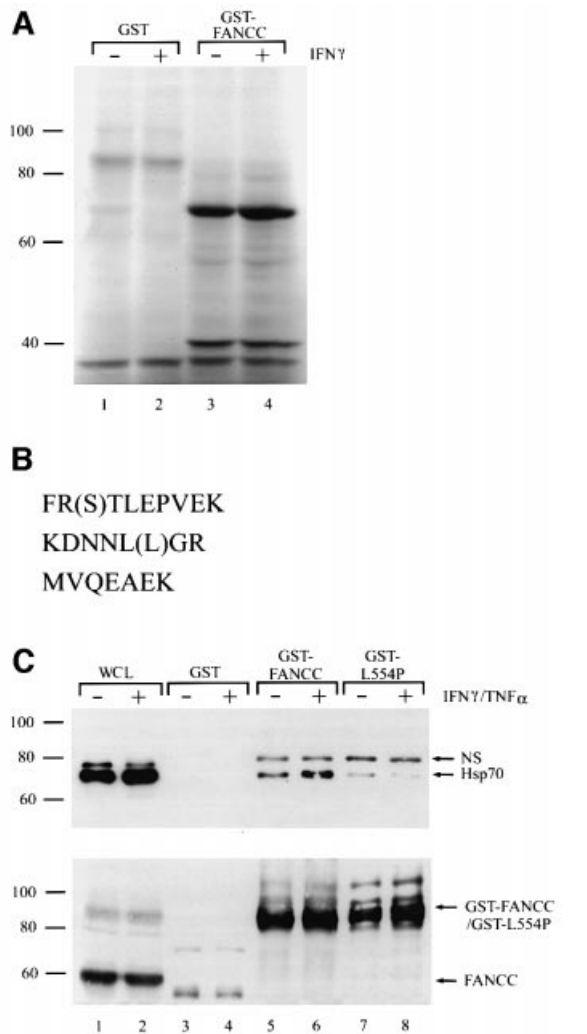 A
GST GST-
FANCC
– + – + IFNγ
100
80
60
40
1 2 3 4
B
FR(S)TLEPVEK
KDNNL(L)GR
MVQEAEK
C
WCL GST GST-
FANCC GST-
L554P
– + – + – + – + IFNγ/TNFα
100
80
60
NS
Hsp70
100
80
60
GST-FANCC
/GST-L554P
FANCC
1 2 3 4 5 6 7 8